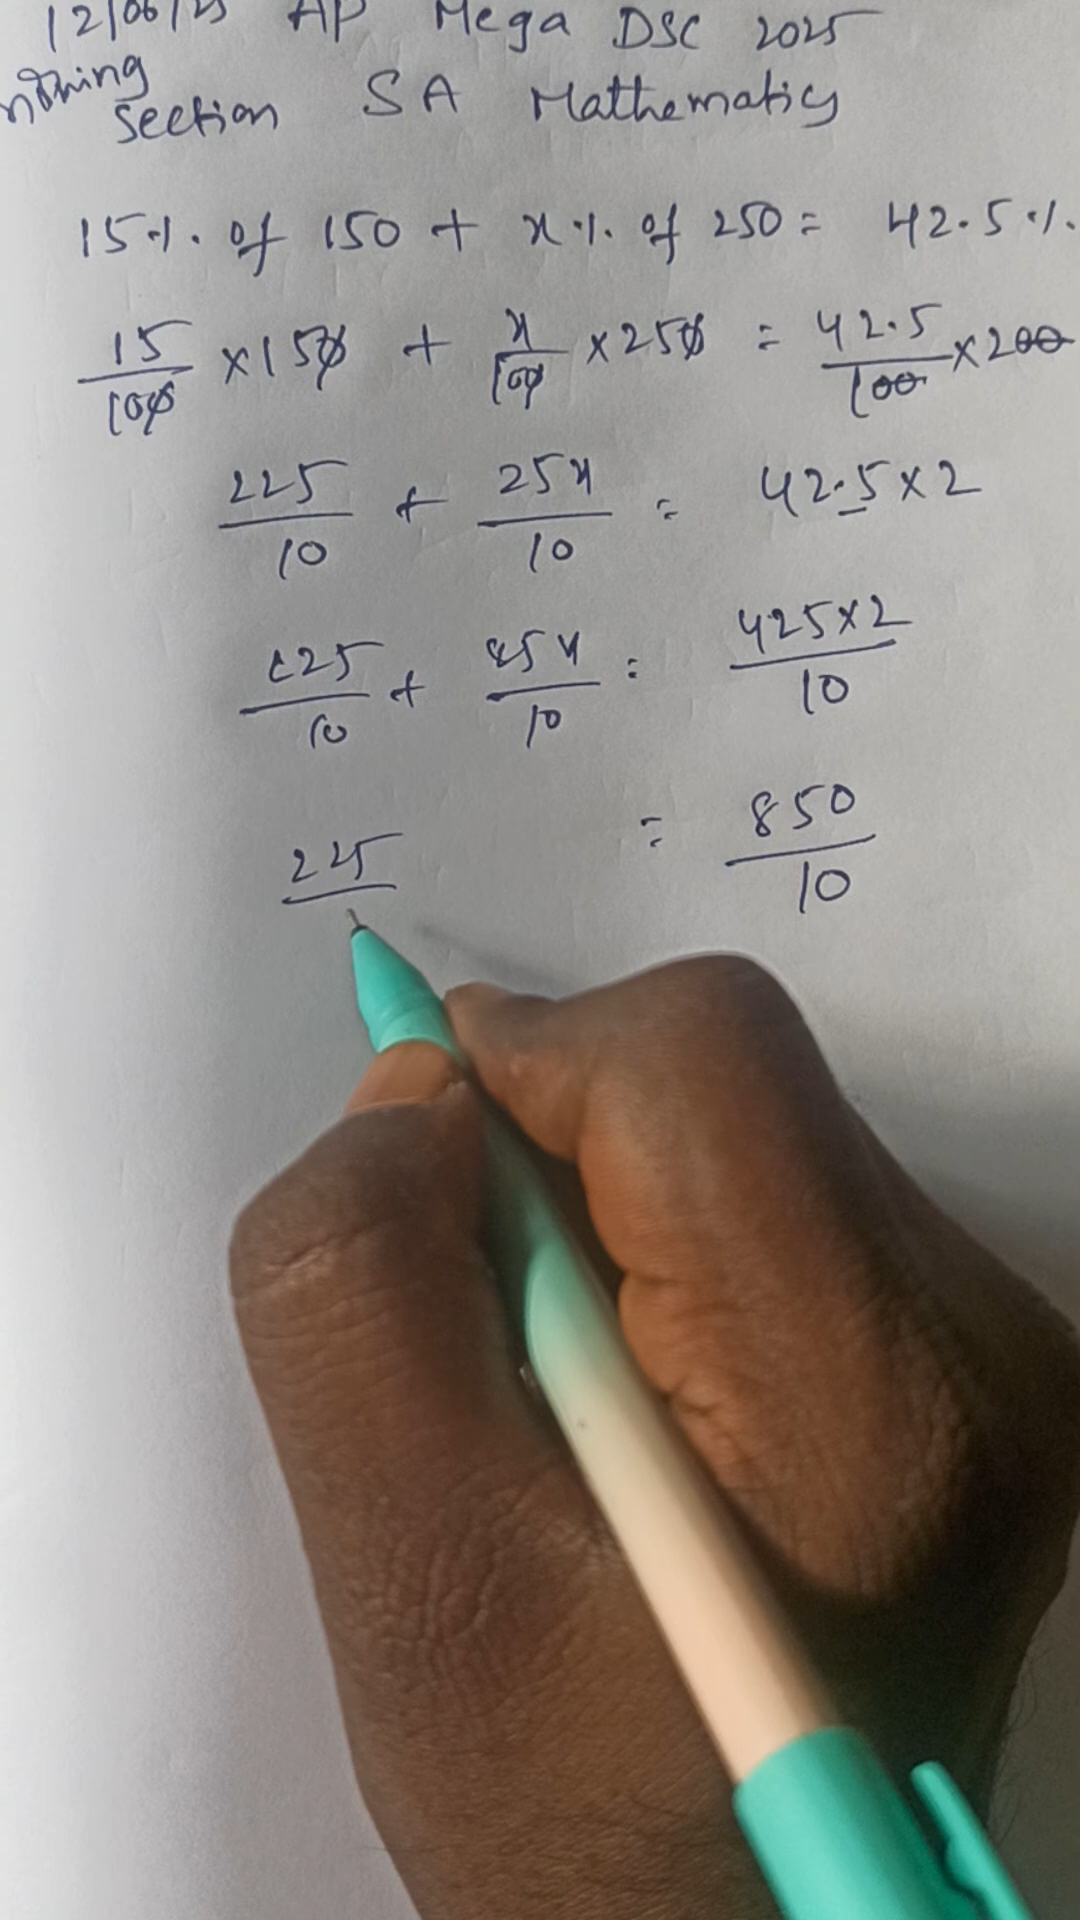 12/06/25 AP Mega DSC 2025
morning
section SA Mathematics
15% of 150 + x% of 250 = 42.5%
15/100 ×150 + x/100 ×250 = 42.5/100 ×200
225/10 + 25x/10 = 42.5×2
225/10 + 25x/10 = 425×2/10
225 = 850/10